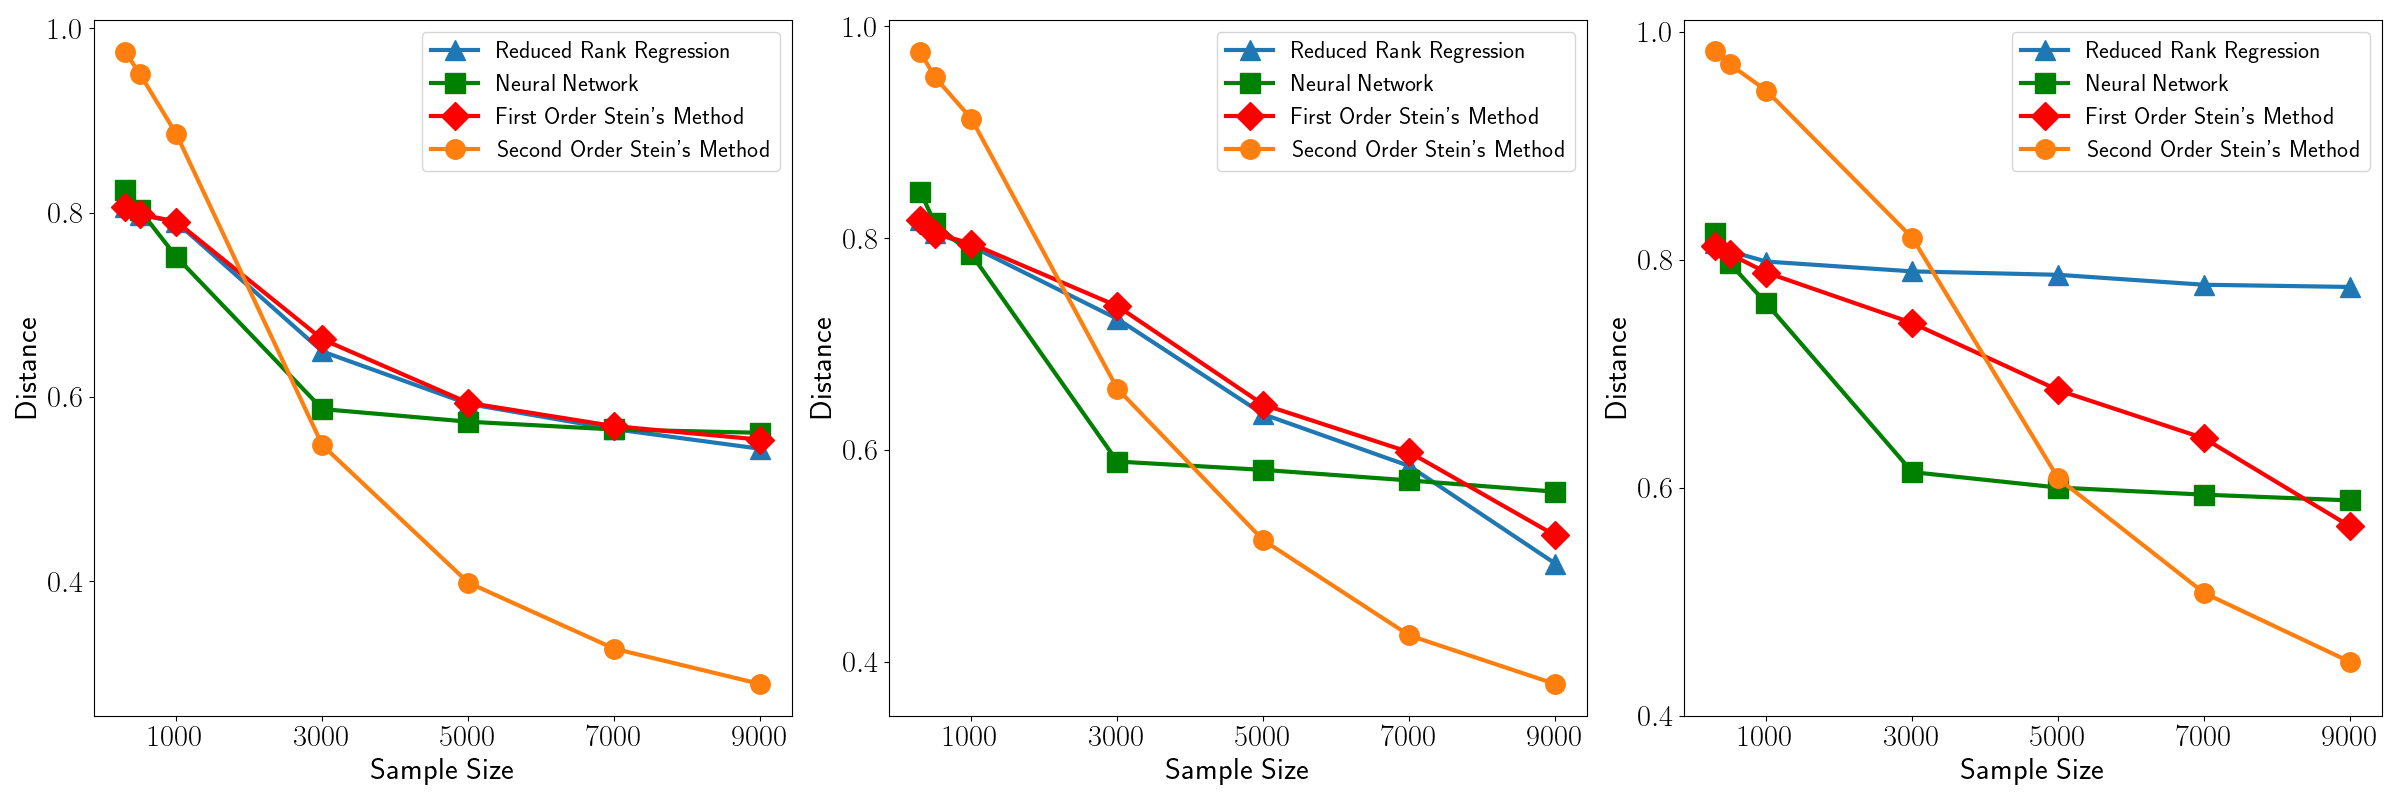 1.0
0.8
0.6
0.4
Distance
1000 3000 5000 7000 9000
Sample Size
Reduced Rank Regression
Neural Network
First Order Stein's Method
Second Order Stein's Method
1.0
0.8
0.6
0.4
Distance
1000 3000 5000 7000 9000
Sample Size
Reduced Rank Regression
Neural Network
First Order Stein's Method
Second Order Stein's Method
1.0
0.8
0.6
0.4
Distance
1000 3000 5000 7000 9000
Sample Size
Reduced Rank Regression
Neural Network
First Order Stein's Method
Second Order Stein's Method